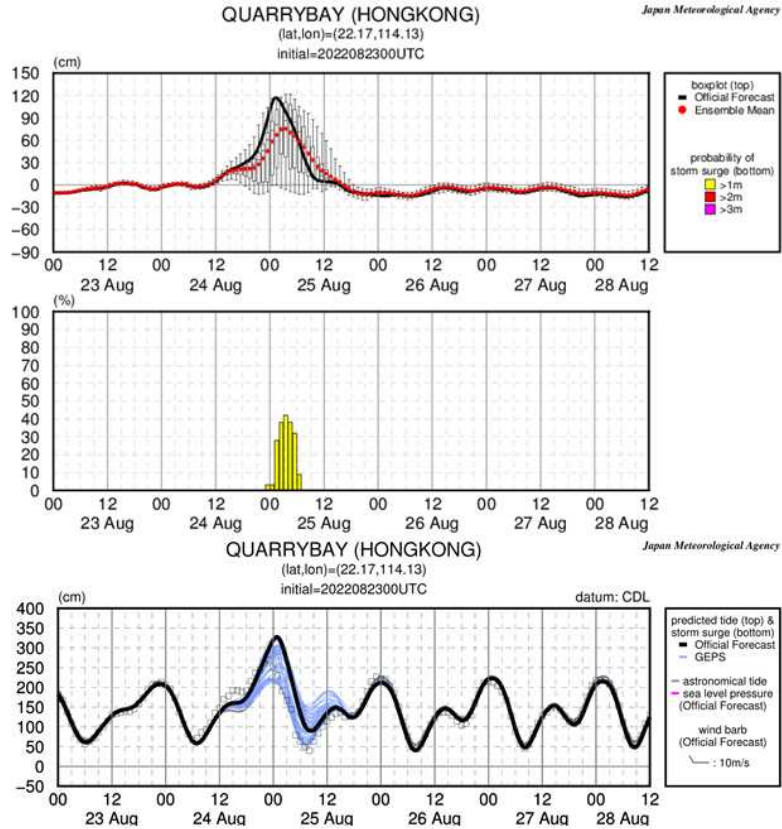 QUARRYBAY (HONGKONG)
Japan Meteorological Agency
(lat,lon)=(22.17,114.13)
initial=2022082300UTC
(cm)
150
120
90
60
30
0
−30
−60
−90
00 12 00 12 00 12 00 12 00 12 00 12
23 Aug 24 Aug 25 Aug 26 Aug 27 Aug 28 Aug
boxplot (top)
Official Forecast
Ensemble Mean
probability of
storm surge (bottom)
>1m
>2m
>3m
(%)
100
90
80
70
60
50
40
30
20
10
0
00 12 00 12 00 12 00 12 00 12 00 12
23 Aug 24 Aug 25 Aug 26 Aug 27 Aug 28 Aug
QUARRYBAY (HONGKONG)
Japan Meteorological Agency
(lat,lon)=(22.17,114.13)
initial=2022082300UTC
(cm)
datum: CDL
400
350
300
250
200
150
100
50
0
−50
00 12 00 12 00 12 00 12 00 12 00 12
23 Aug 24 Aug 25 Aug 26 Aug 27 Aug 28 Aug
predicted tide (top) &
storm surge (bottom)
Official Forecast
GEPS
astronomical tide
sea level pressure
(Official Forecast)
wind barb
(Official Forecast)
: 10m/s